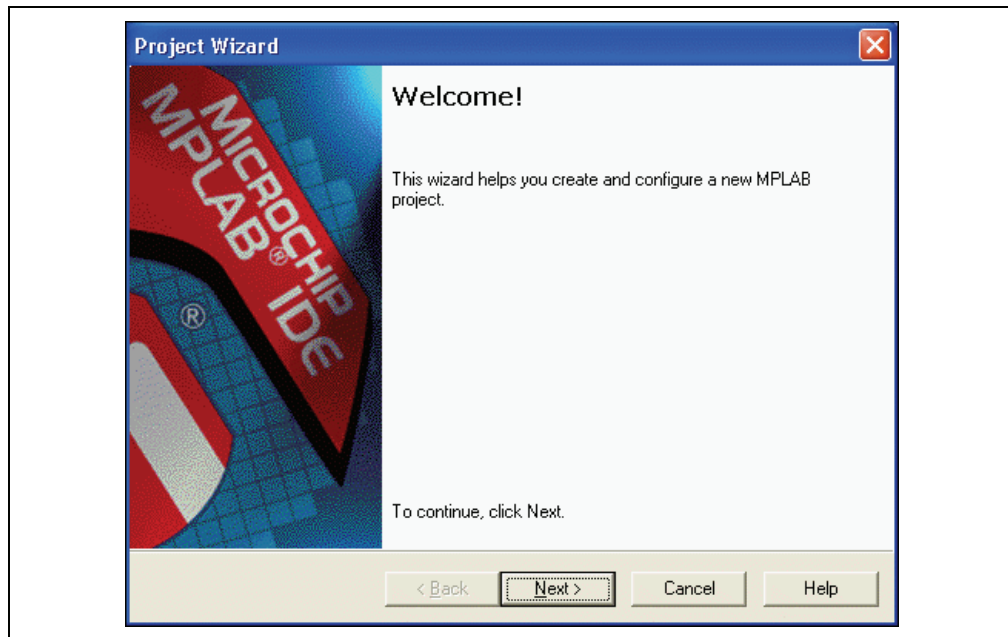 Project Wizard
MICROCHIP
MPLAB® IDE
®
Welcome!
This wizard helps you create and configure a new MPLAB
project.
To continue, click Next.
< Back
Next >
Cancel
Help